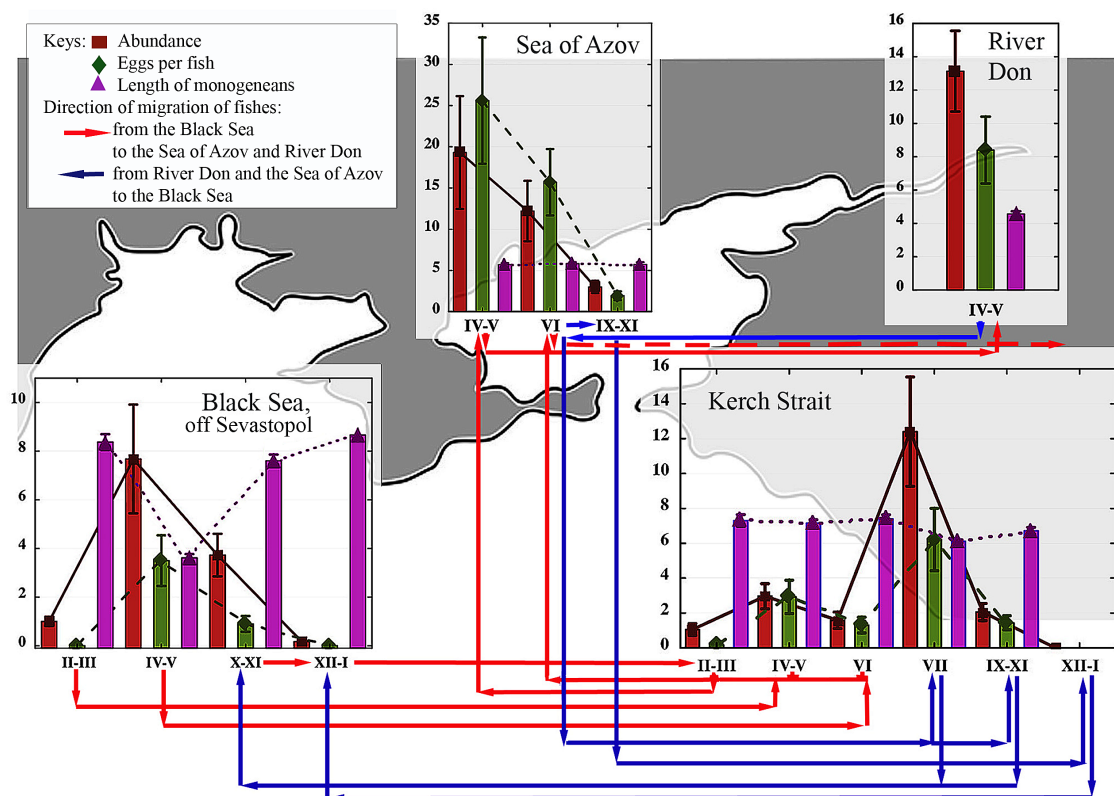 Keys: Abundance
Eggs per fish
Length of monogeneans
Direction of migration of fishes:
from the Black Sea
to the Sea of Azov and River Don
from River Don and the Sea of Azov
to the Black Sea
Sea of Azov
35
30
25
20
15
10
5
0
IV-V VI IX-XI
River
Don
16
14
12
10
8
6
4
2
0
IV-V
Black Sea,
off Sevastopol
10
8
6
4
2
0
II-III IV-V X-XI XII-I
Kerch Strait
16
14
12
10
8
6
4
2
0
II-III IV-V VI VII IX-XI XII-I